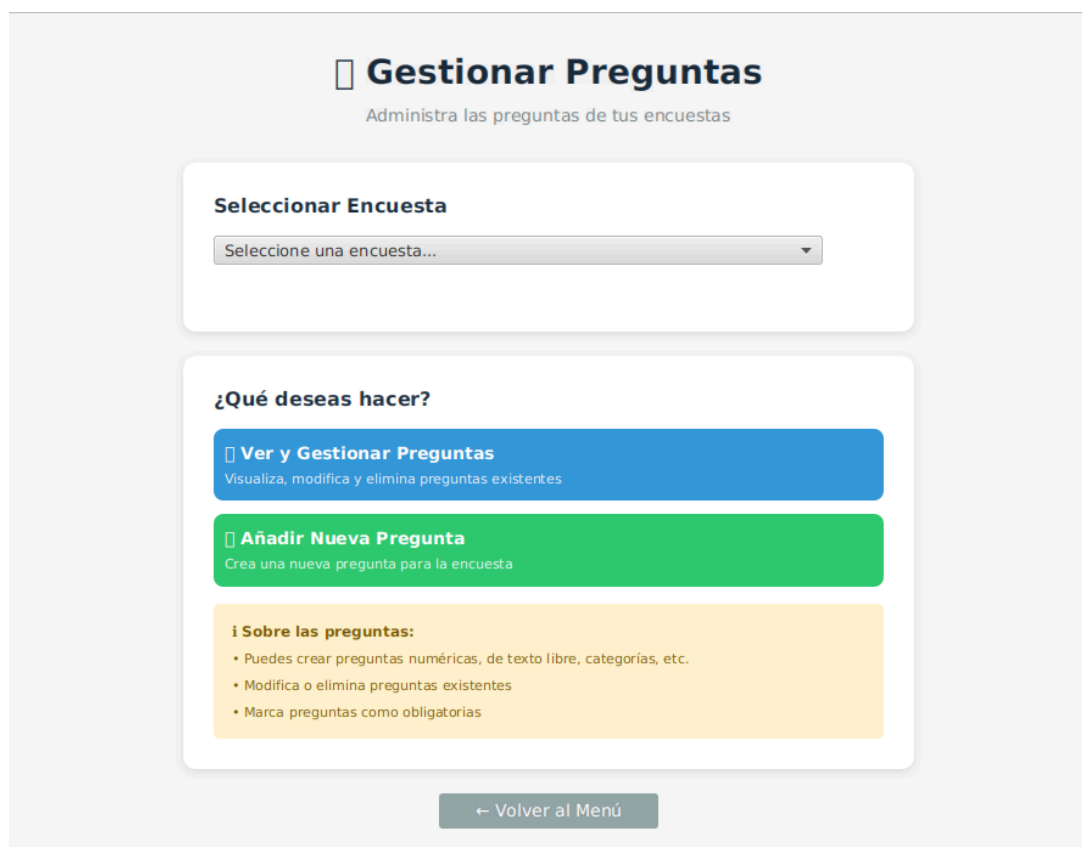 Gestionar Preguntas
Administra las preguntas de tus encuestas
Seleccionar Encuesta
Seleccione una encuesta...
¿Qué deseas hacer?
Ver y Gestionar Preguntas
Visualiza, modifica y elimina preguntas existentes
Añadir Nueva Pregunta
Crea una nueva pregunta para la encuesta
ℹ Sobre las preguntas:
• Puedes crear preguntas numéricas, de texto libre, categorías, etc.
• Modifica o elimina preguntas existentes
• Marca preguntas como obligatorias
← Volver al Menú